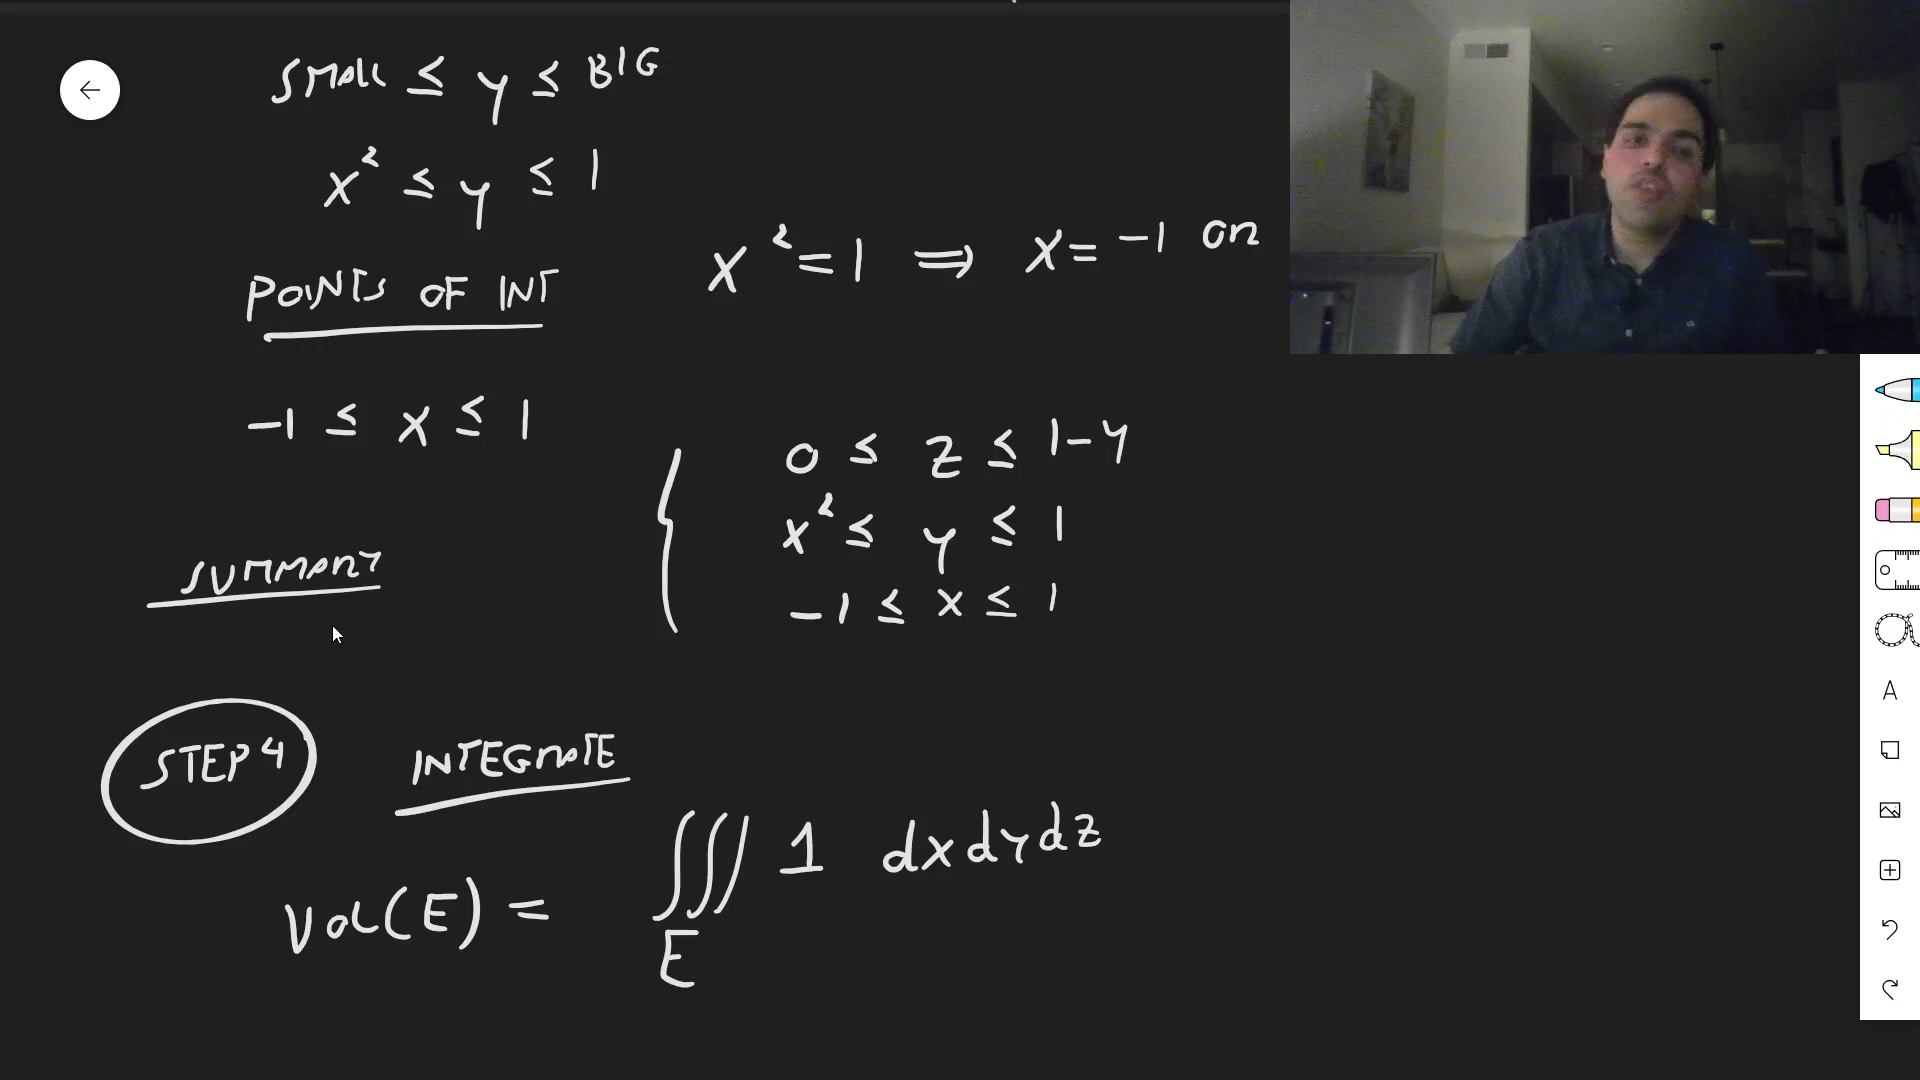 SMALL ≤ y ≤ BIG
x² ≤ y ≤ 1
x² = 1 ⟹ x = -1 OR
POINTS OF INT
-1 ≤ x ≤ 1
0 ≤ z ≤ 1-y
x² ≤ y ≤ 1
-1 ≤ x ≤ 1
SUMMARY
STEP 4 INTEGRATE
VOL(E) = ∭_E 1 dxdydz
A